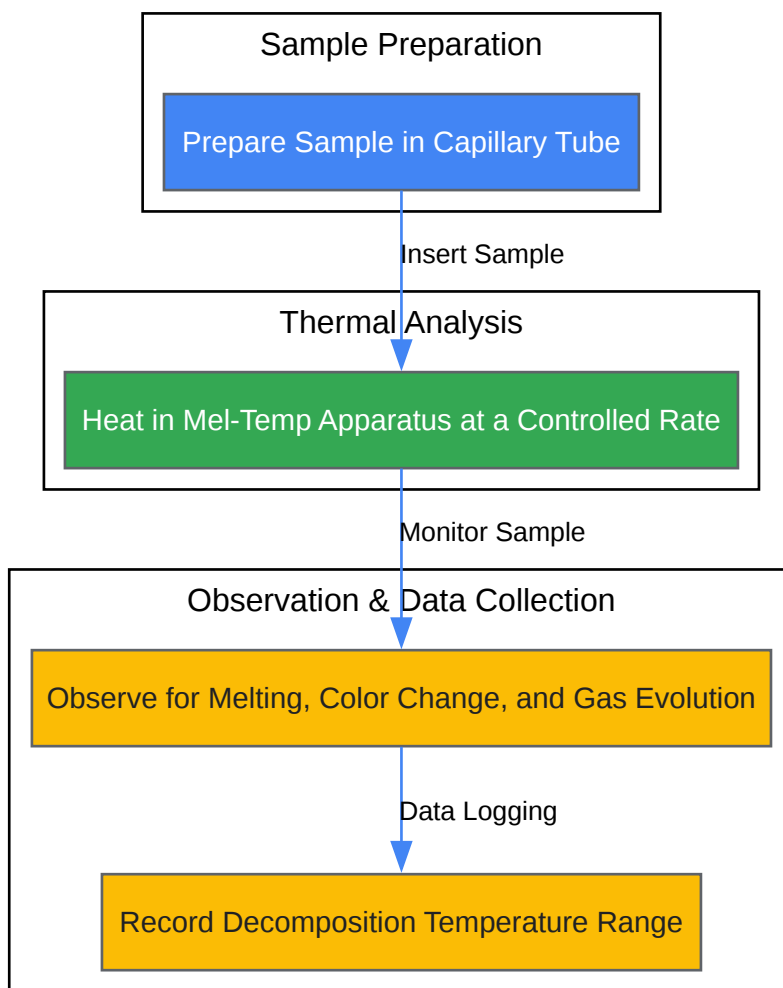 Sample Preparation
Prepare Sample in Capillary Tube
Insert Sample
Thermal Analysis
Heat in Mel-Temp Apparatus at a Controlled Rate
Monitor Sample
Observation & Data Collection
Observe for Melting, Color Change, and Gas Evolution
Data Logging
Record Decomposition Temperature Range